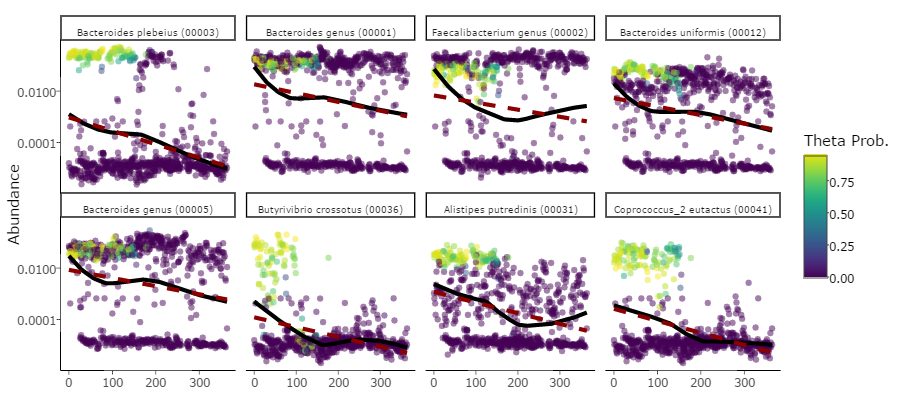 Bacteroides plebeius (00003)
Bacteroides genus (00001)
Faecalibacterium genus (00002)
Bacteroides uniformis (00012)
0.0100
0.0001
Bacteroides genus (00005)
Butyrivibrio crossotus (00036)
Alistipes putredinis (00031)
Coprococcus_2 eutactus (00041)
0.0100
0.0001
0 100 200 300
0 100 200 300
0 100 200 300
0 100 200 300
Abundance
Theta Prob.
0.75
0.50
0.25
0.00